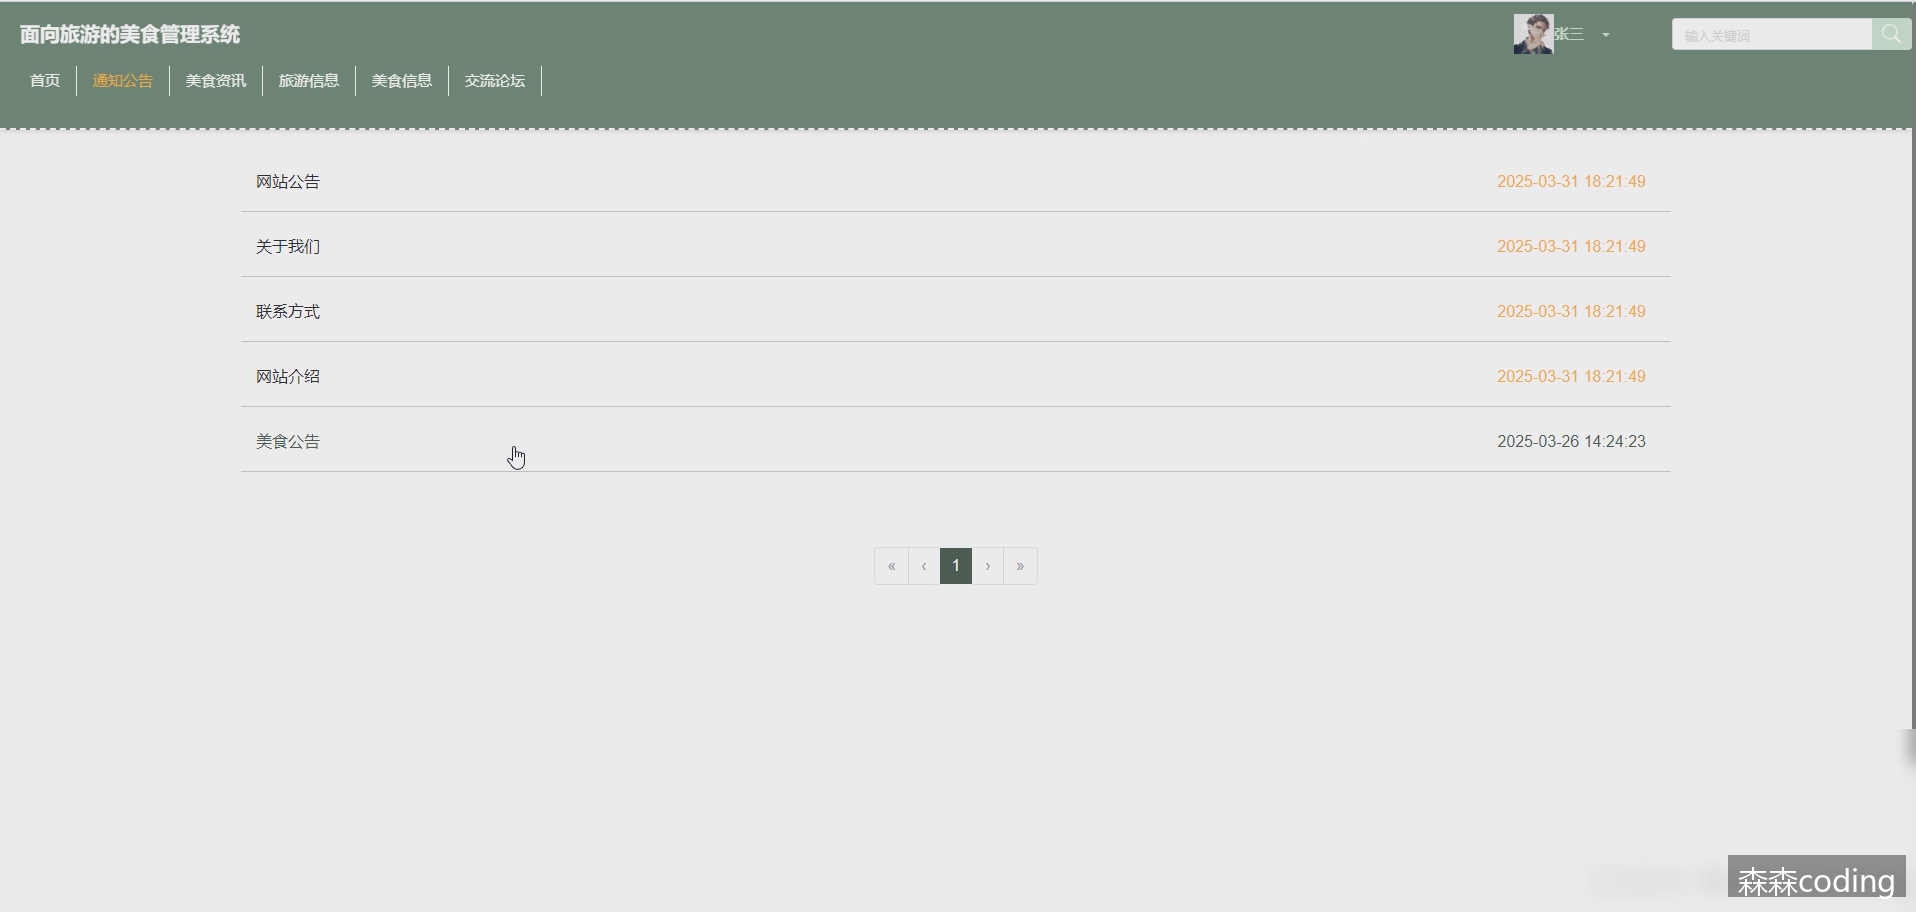 面向旅游的美食管理系统
张三
输入关键词
首页 通知公告 美食资讯 旅游信息 美食信息 交流论坛
网站公告 2025-03-31 18:21:49
关于我们 2025-03-31 18:21:49
联系方式 2025-03-31 18:21:49
网站介绍 2025-03-31 18:21:49
美食公告 2025-03-26 14:24:23
« ‹ 1 › »
森森coding